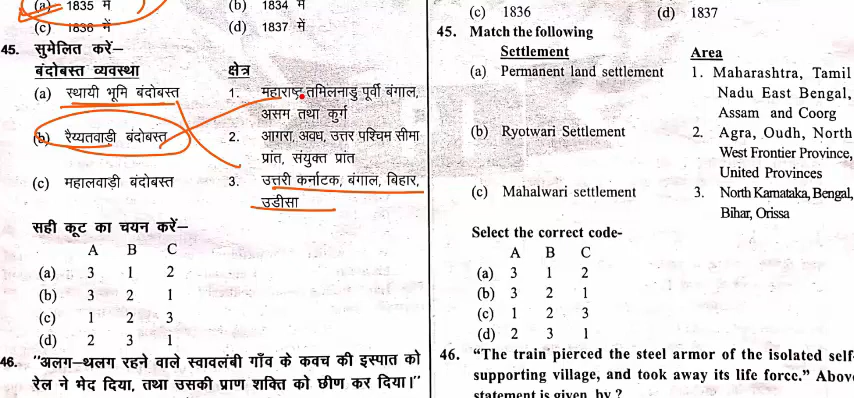 (a) 1835 में (b) 1834 में
(c) 1836 में (d) 1837 में
45. सुमेलित करें—
बंदोबस्त व्यवस्था क्षेत्र
(a) स्थायी भूमि बंदोबस्त 1. महाराष्ट्र तमिलनाडु पूर्वी बंगाल,
असम तथा कुर्ग
(b) रैय्यतवाड़ी बंदोबस्त 2. आगरा, अवध, उत्तर पश्चिम सीमा
प्रांत, संयुक्त प्रांत
(c) महालवाड़ी बंदोबस्त 3. उत्तरी कर्नाटक, बंगाल, बिहार,
उडीसा
सही कूट का चयन करें—
A B C
(a) 3 1 2
(b) 3 2 1
(c) 1 2 3
(d) 2 3 1
46. "अलग—थलग रहने वाले स्वावलंबी गाँव के कवच की इस्पात को
रेल ने भेद दिया, तथा उसकी प्राण शक्ति को छीण कर दिया।"
(c) 1836 (d) 1837
45. Match the following
Settlement Area
(a) Permanent land settlement 1. Maharashtra, Tamil
Nadu East Bengal,
Assam and Coorg
(b) Ryotwari Settlement 2. Agra, Oudh, North
West Frontier Province,
United Provinces
(c) Mahalwari settlement 3. North Karnataka, Bengal,
Bihar, Orissa
Select the correct code-
A B C
(a) 3 1 2
(b) 3 2 1
(c) 1 2 3
(d) 2 3 1
46. "The train pierced the steel armor of the isolated self-
supporting village, and took away its life force." Above
statement is given by ?